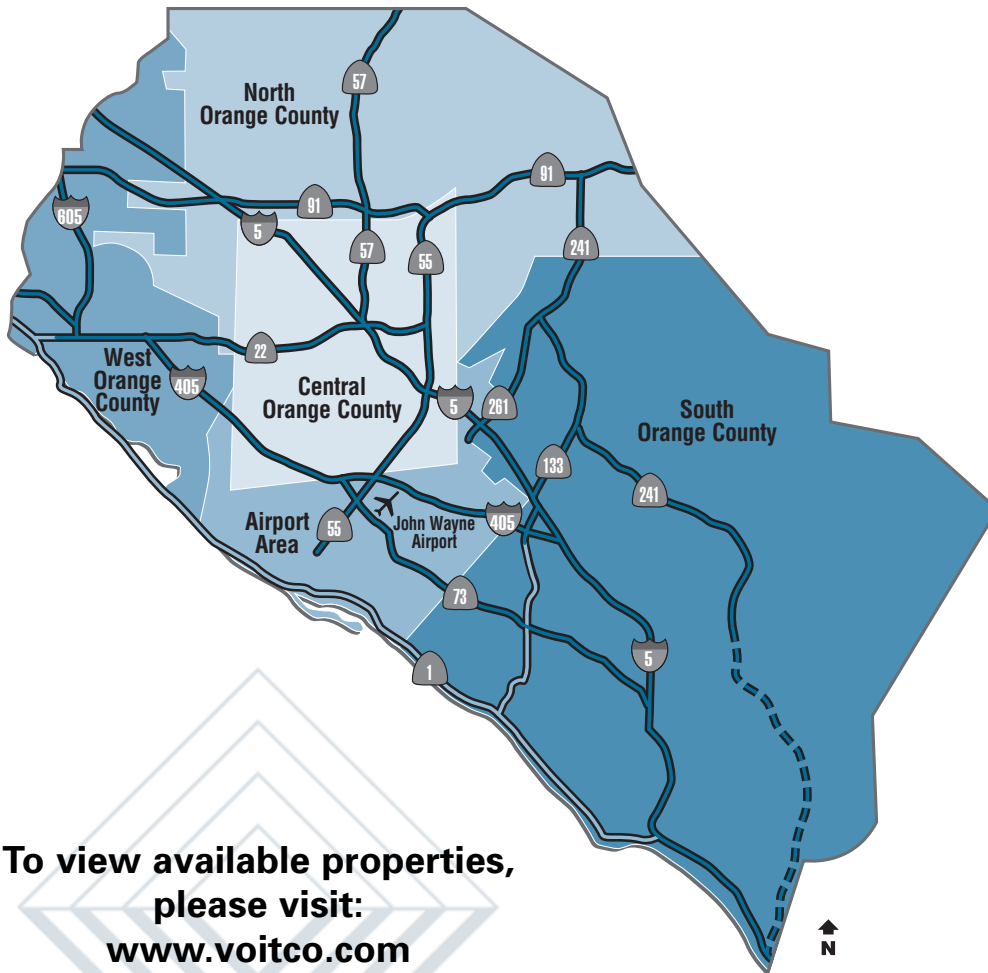 57
North
Orange County
91
91
605
5
57
55
241
22
West
Orange
County
405
Central
Orange County
5
261
South
Orange County
133
241
Airport
Area
55
John Wayne
Airport
405
73
5
1
To view available properties,
please visit:
www.voitco.com
N